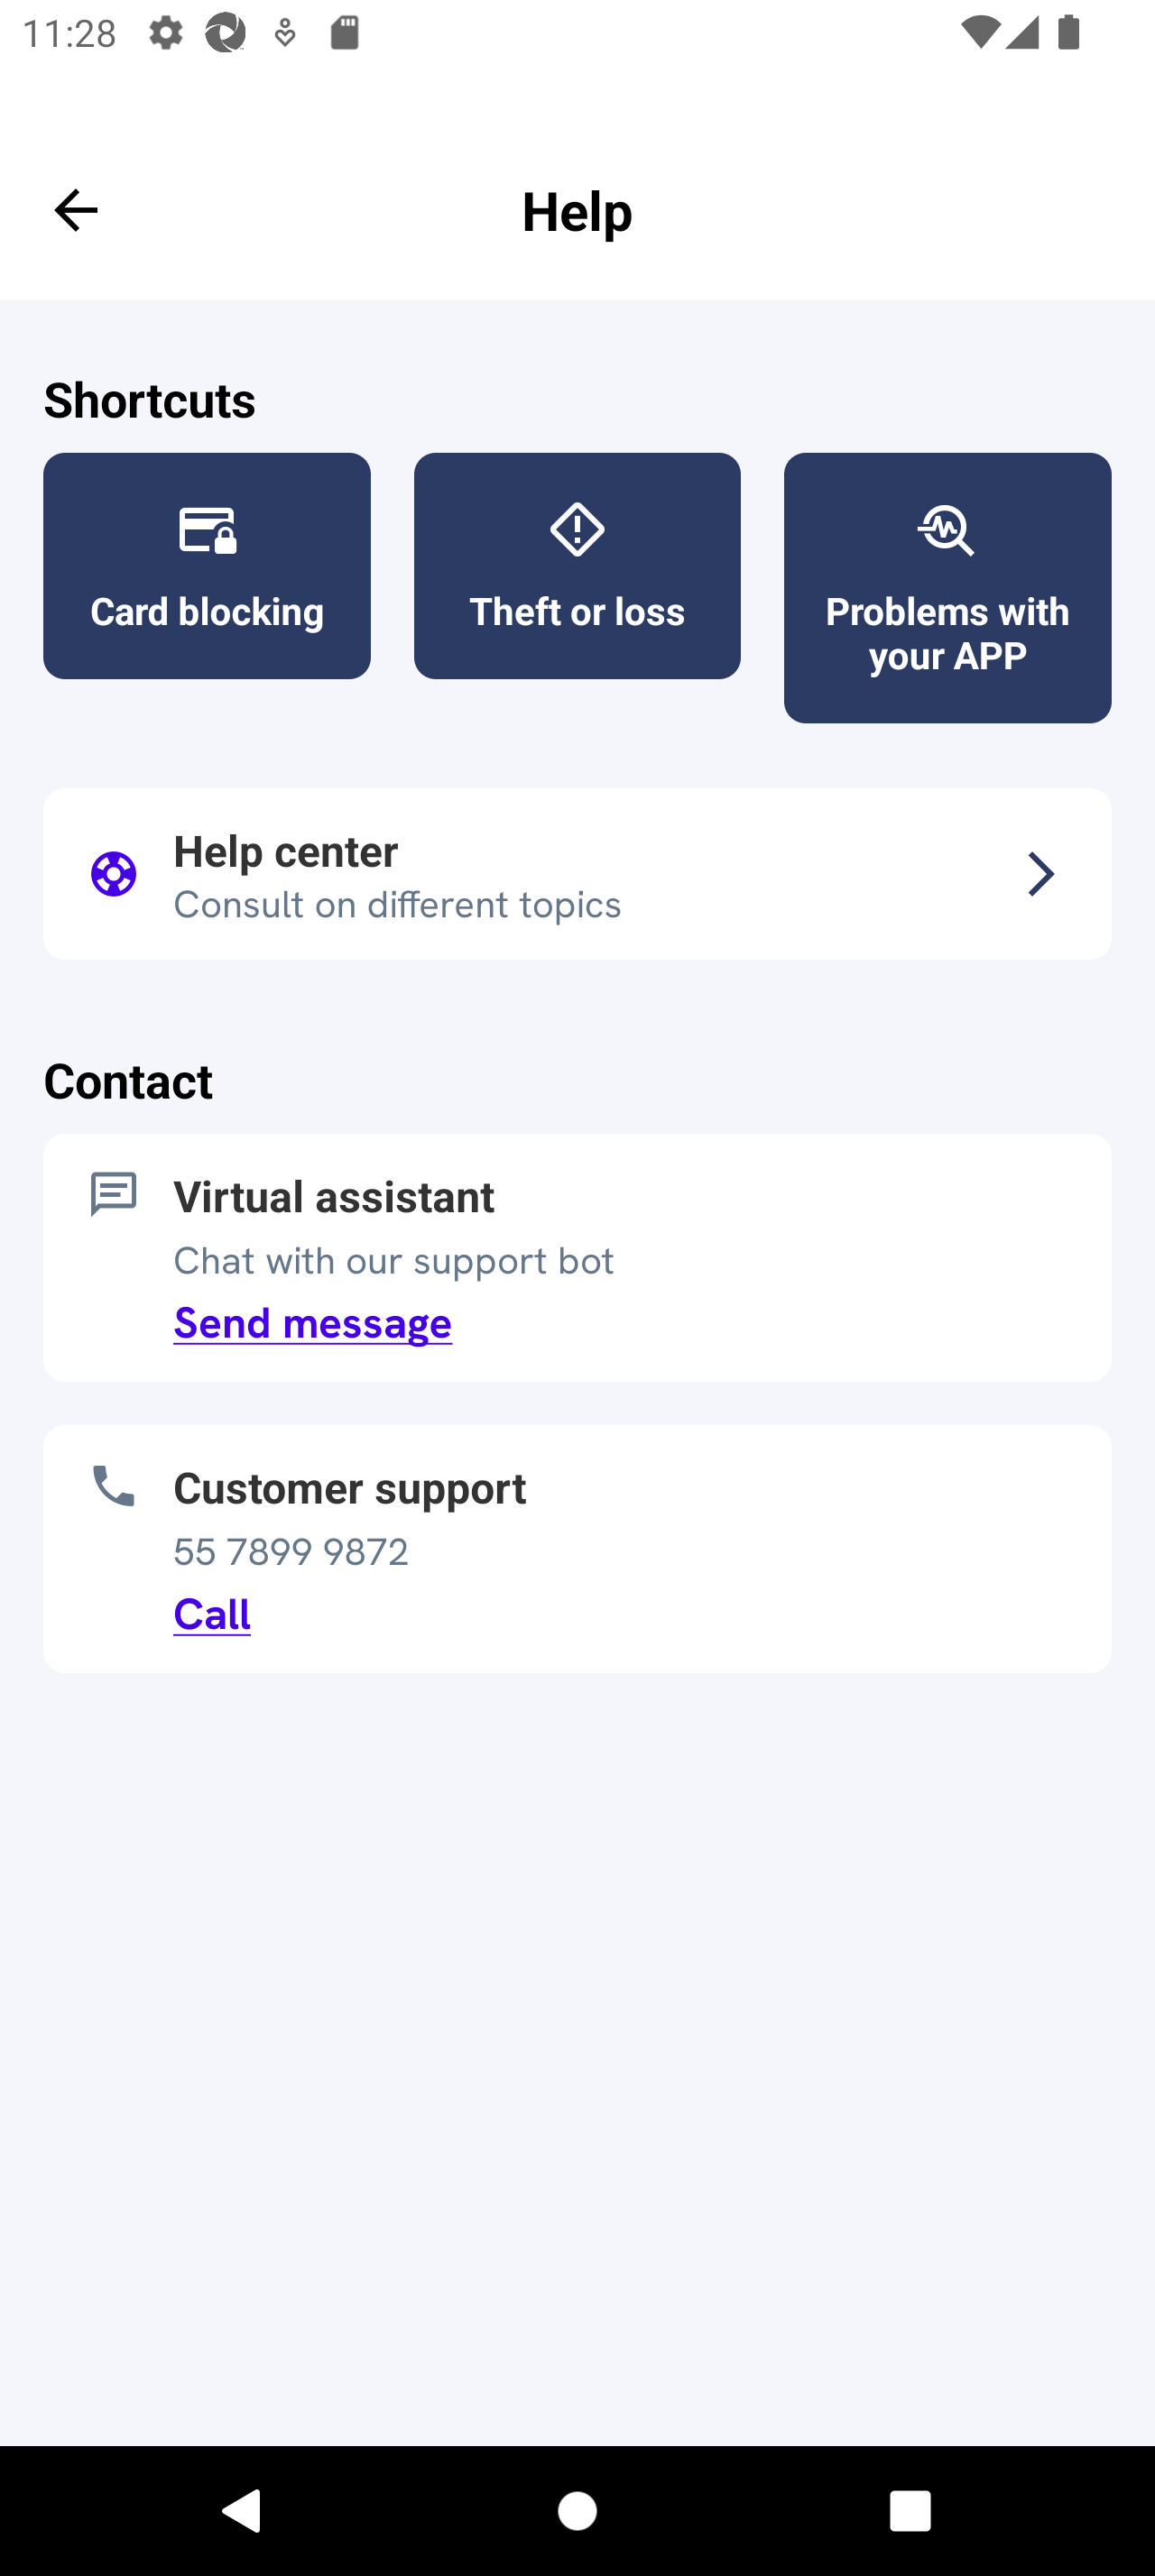 11:28
Help
Shortcuts
Card blocking
Theft or loss
Problems with
your APP
Help center
Consult on different topics
Contact
Virtual assistant
Chat with our support bot
Send message
Customer support
55 7899 9872
Call